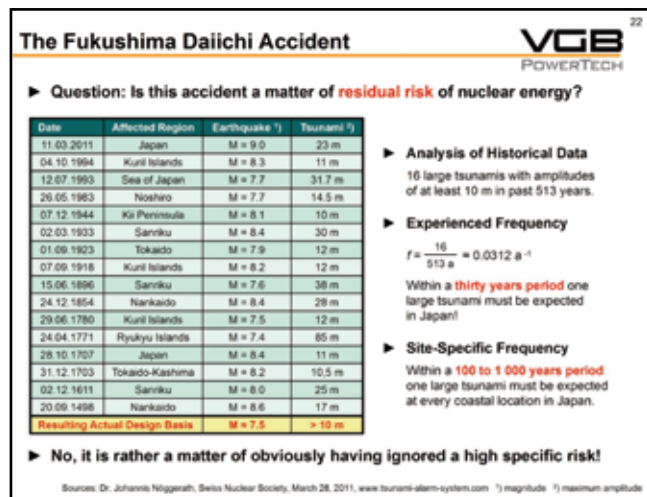 22
The Fukushima Daiichi Accident
VGB
POWERTECH
► Question: Is this accident a matter of residual risk of nuclear energy?
Date Affected Region Earthquake ¹) Tsunami ²)
11.03.2011 Japan M = 9.0 23 m
04.10.1994 Kuril Islands M = 8.3 11 m
12.07.1993 Sea of Japan M = 7.7 31.7 m
26.05.1983 Noshiro M = 7.7 14.5 m
07.12.1944 Kii Peninsula M = 8.1 10 m
02.03.1933 Sanriku M = 8.4 30 m
01.09.1923 Tokaido M = 7.9 12 m
07.09.1918 Kuril Islands M = 8.2 12 m
15.06.1896 Sanriku M = 7.6 38 m
24.12.1854 Nankaido M = 8.4 28 m
29.06.1780 Kuril Islands M = 7.5 12 m
24.04.1771 Ryukyu Islands M = 7.4 85 m
28.10.1707 Japan M = 8.4 11 m
31.12.1703 Tokaido-Kashima M = 8.2 10,5 m
02.12.1611 Sanriku M = 8.0 25 m
20.09.1498 Nankaido M = 8.6 17 m
Resulting Actual Design Basis M = 7.5 > 10 m
► Analysis of Historical Data
16 large tsunamis with amplitudes
of at least 10 m in past 513 years.
► Experienced Frequency
f = 16 / 513 a = 0.0312 a⁻¹
Within a thirty years period one
large tsunami must be expected
in Japan!
► Site-Specific Frequency
Within a 100 to 1 000 years period
one large tsunami must be expected
at every coastal location in Japan.
► No, it is rather a matter of obviously having ignored a high specific risk!
Sources: Dr. Johannis Nöggerath, Swiss Nuclear Society, March 28, 2011, www.tsunami-alarm-system.com ¹) magnitude ²) maximum amplitude